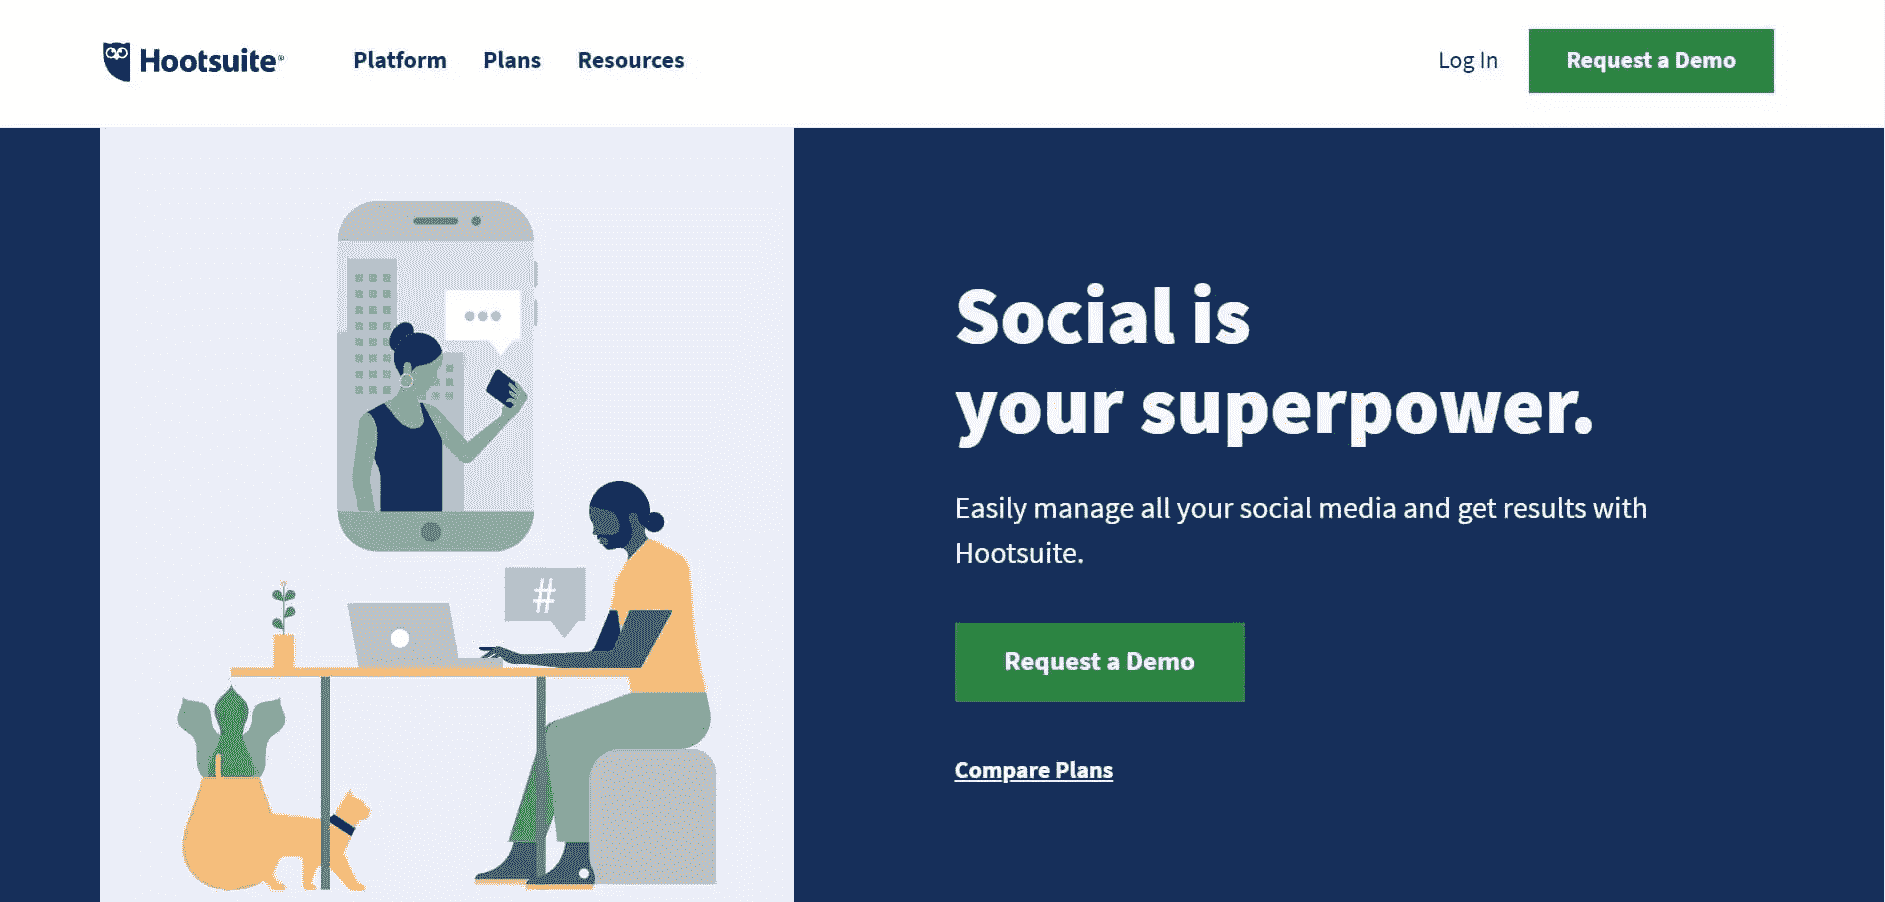 Hootsuite®
Platform Plans Resources
Log In
Request a Demo
#
Social is
your superpower.
Easily manage all your social media and get results with
Hootsuite.
Request a Demo
Compare Plans